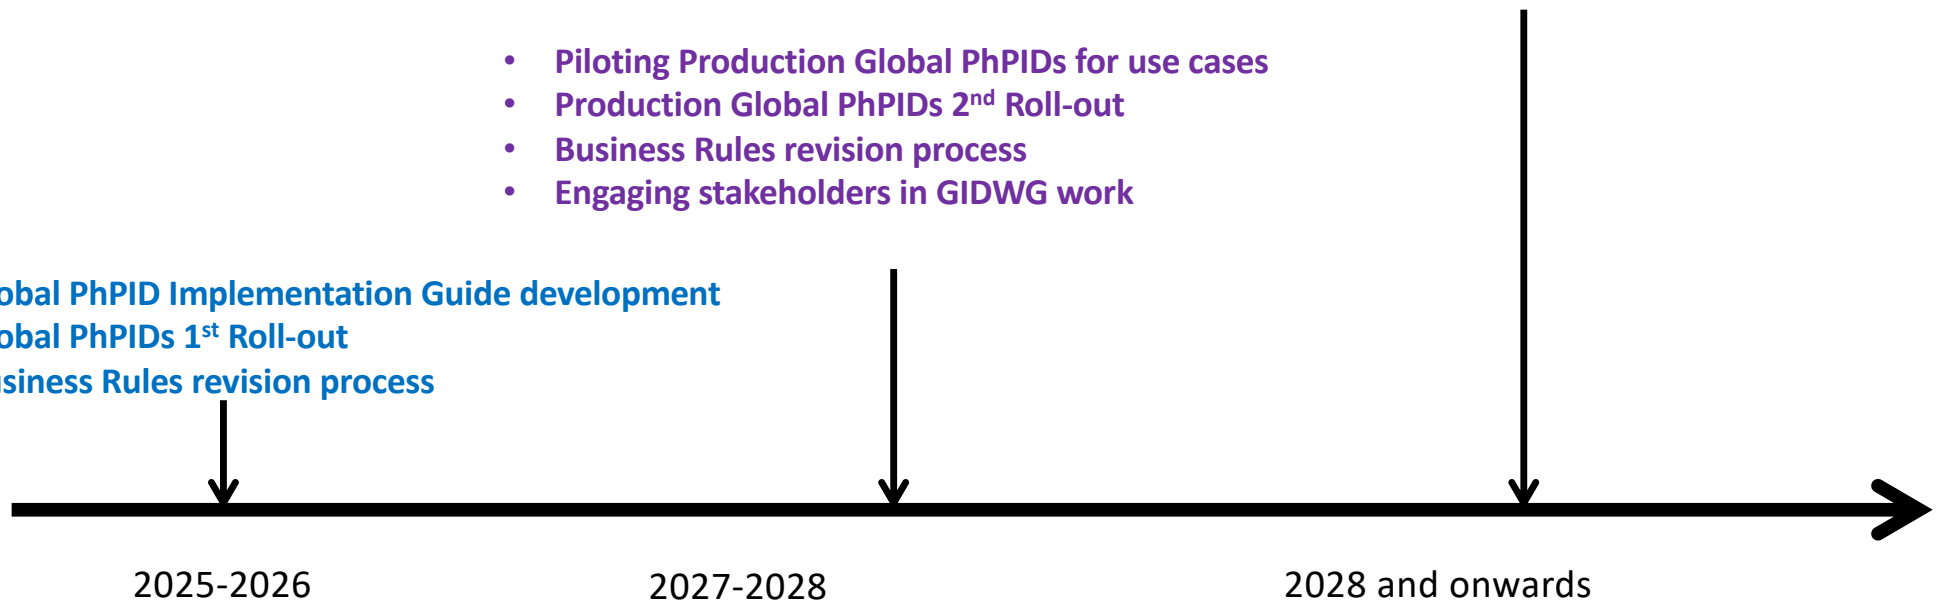 • Piloting Production Global PhPIDs for use cases
• Production Global PhPIDs 2nd Roll-out
• Business Rules revision process
• Engaging stakeholders in GIDWG work
obal PhPID Implementation Guide development
obal PhPIDs 1st Roll-out
usiness Rules revision process
2025-2026
2027-2028
2028 and onwards